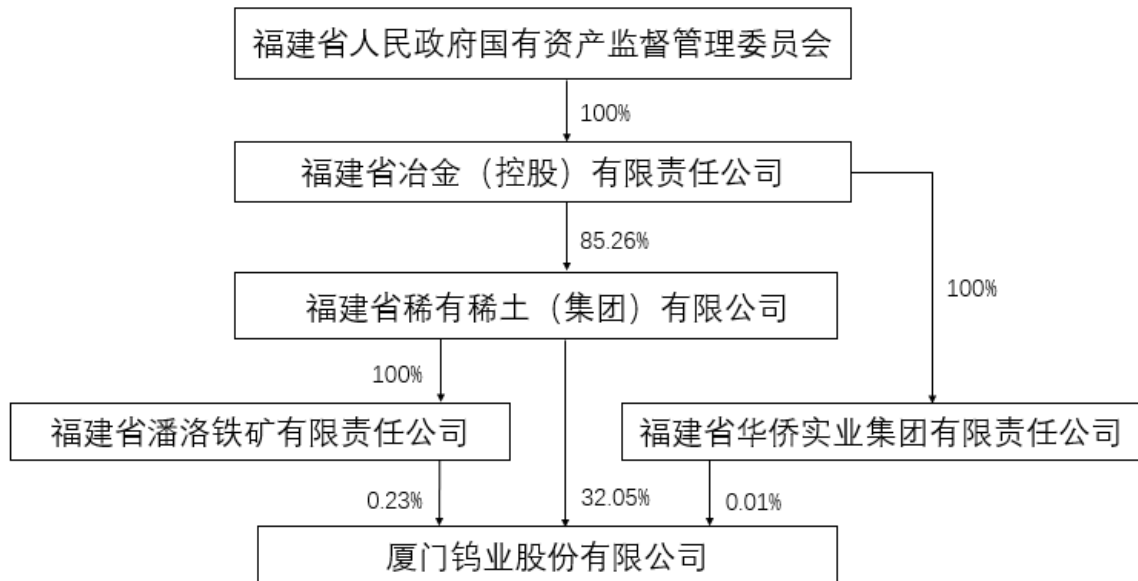 福建省人民政府国有资产监督管理委员会
100%
福建省冶金（控股）有限责任公司
85.26%
福建省稀有稀土（集团）有限公司
100%
100%
福建省潘洛铁矿有限责任公司
福建省华侨实业集团有限责任公司
0.23%
32.05%
0.01%
厦门钨业股份有限公司